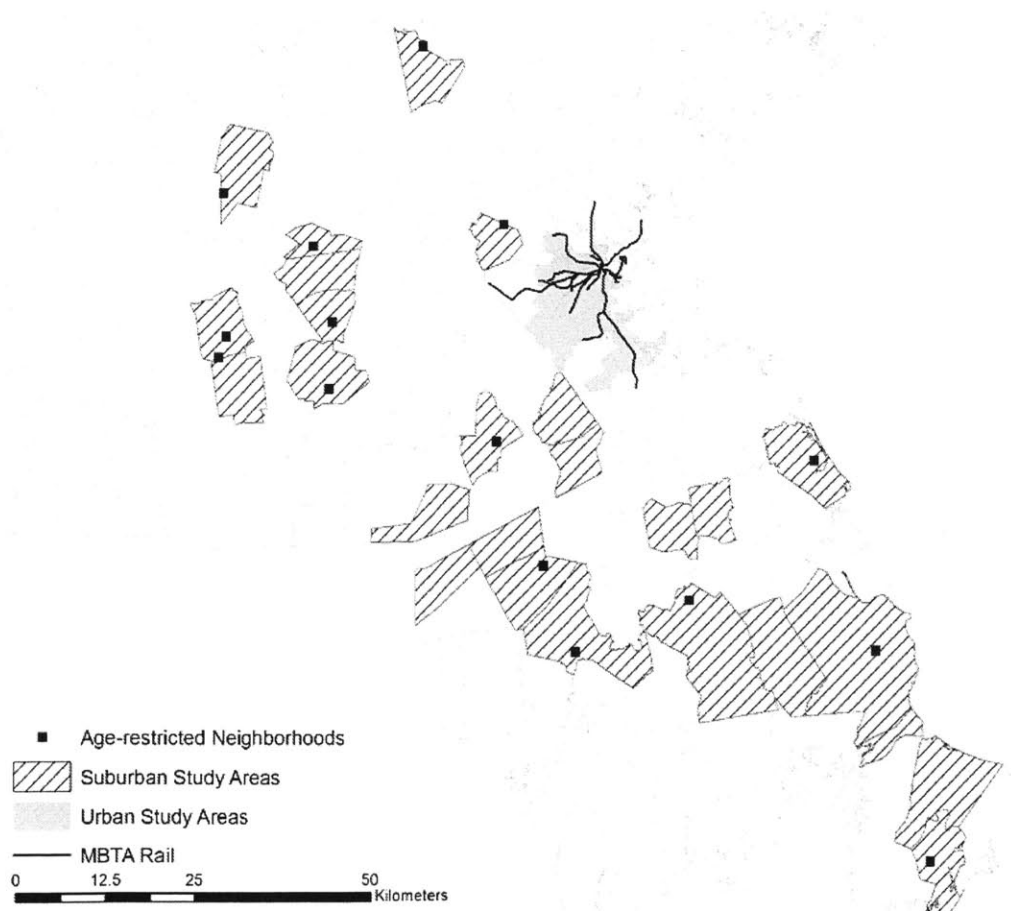 Age-restricted Neighborhoods
Suburban Study Areas
Urban Study Areas
MBTA Rail
0 12.5 25 50
Kilometers